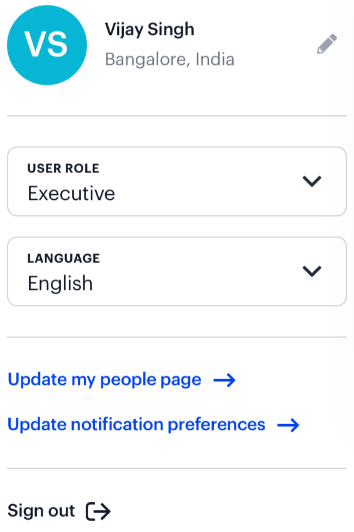 VS
Vijay Singh
Bangalore, India
USER ROLE
Executive
LANGUAGE
English
Update my people page
Update notification preferences
Sign out